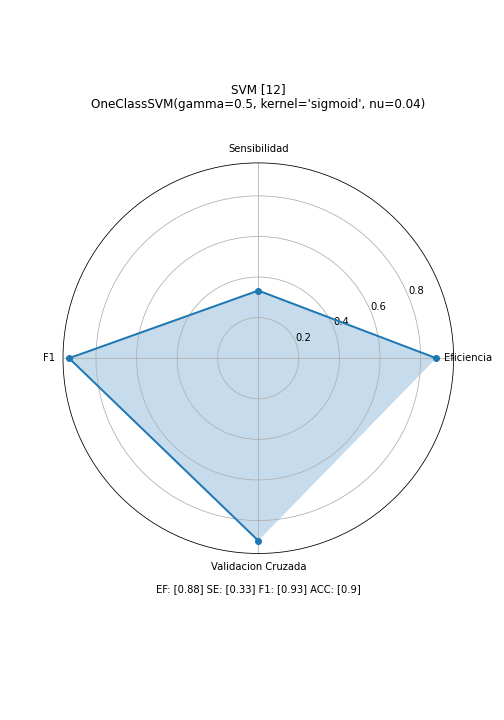 SVM [12]
OneClassSVM(gamma=0.5, kernel='sigmoid', nu=0.04)
Sensibilidad
0.8
0.6
0.4
0.2
F1
Eficiencia
Validacion Cruzada
EF: [0.88] SE: [0.33] F1: [0.93] ACC: [0.9]